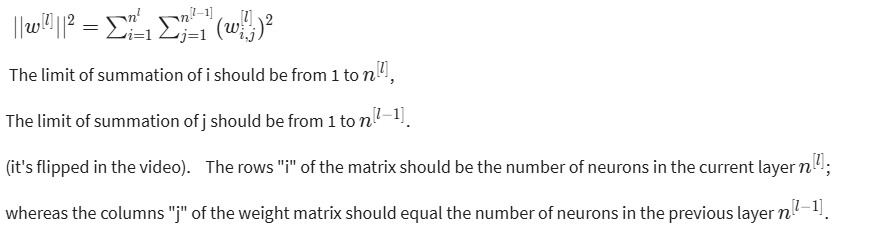 $||w^{[l]}||^2 = \sum_{i=1}^{n^{l}} \sum_{j=1}^{n^{[l-1]}} (w_{i,j}^{[l]})^2$
The limit of summation of i should be from 1 to $n^{[l]}$,
The limit of summation of j should be from 1 to $n^{[l-1]}$.
(it's flipped in the video). The rows "i" of the matrix should be the number of neurons in the current layer $n^{[l]}$;
whereas the columns "j" of the weight matrix should equal the number of neurons in the previous layer $n^{[l-1]}$.